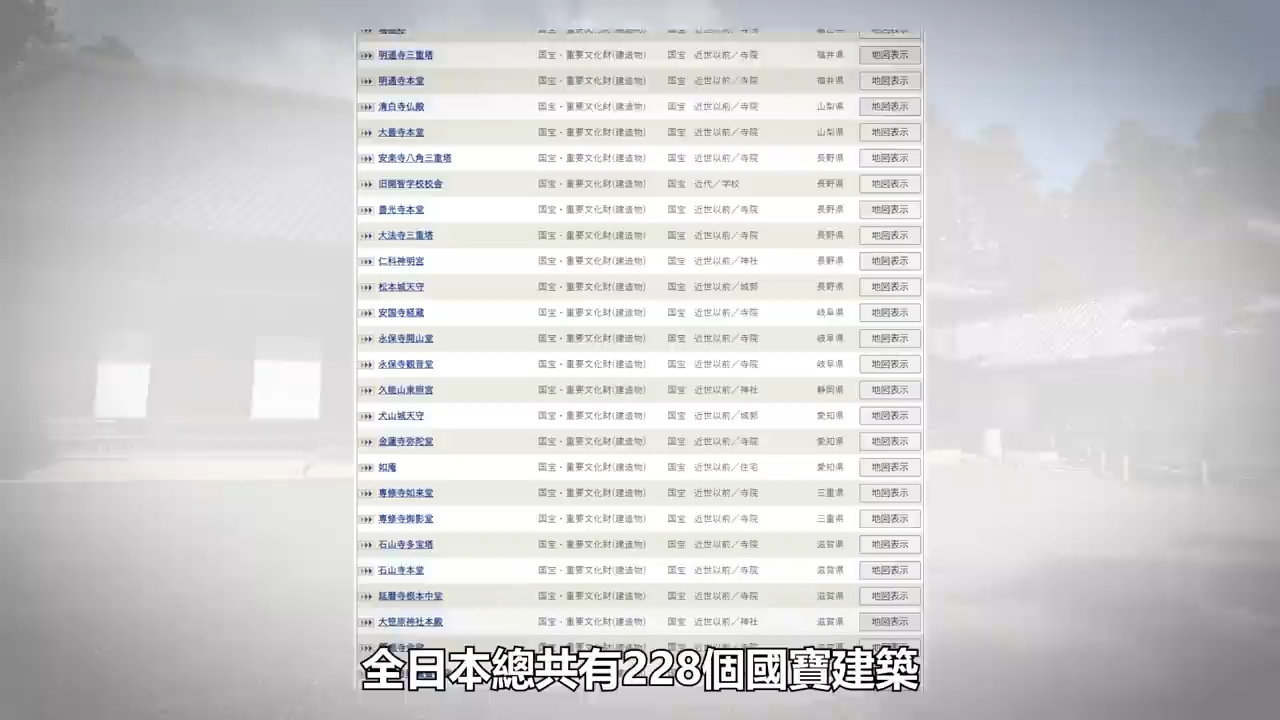 明通寺三重塔 国宝・重要文化財(建造物) 国宝 近世以前／寺院 福井県 地図表示
明通寺本堂 国宝・重要文化財(建造物) 国宝 近世以前／寺院 福井県 地図表示
清白寺仏殿 国宝・重要文化財(建造物) 国宝 近世以前／寺院 山梨県 地図表示
大善寺本堂 国宝・重要文化財(建造物) 国宝 近世以前／寺院 山梨県 地図表示
安楽寺八角三重塔 国宝・重要文化財(建造物) 国宝 近世以前／寺院 長野県 地図表示
旧開智学校校舎 国宝・重要文化財(建造物) 国宝 近代／学校 長野県 地図表示
善光寺本堂 国宝・重要文化財(建造物) 国宝 近世以前／寺院 長野県 地図表示
大法寺三重塔 国宝・重要文化財(建造物) 国宝 近世以前／寺院 長野県 地図表示
仁科神明宮 国宝・重要文化財(建造物) 国宝 近世以前／神社 長野県 地図表示
松本城天守 国宝・重要文化財(建造物) 国宝 近世以前／城郭 長野県 地図表示
安国寺経蔵 国宝・重要文化財(建造物) 国宝 近世以前／寺院 岐阜県 地図表示
永保寺開山堂 国宝・重要文化財(建造物) 国宝 近世以前／寺院 岐阜県 地図表示
永保寺観音堂 国宝・重要文化財(建造物) 国宝 近世以前／寺院 岐阜県 地図表示
久能山東照宮 国宝・重要文化財(建造物) 国宝 近世以前／神社 静岡県 地図表示
犬山城天守 国宝・重要文化財(建造物) 国宝 近世以前／城郭 愛知県 地図表示
金蓮寺弥陀堂 国宝・重要文化財(建造物) 国宝 近世以前／寺院 愛知県 地図表示
如庵 国宝・重要文化財(建造物) 国宝 近世以前／住宅 愛知県 地図表示
専修寺如来堂 国宝・重要文化財(建造物) 国宝 近世以前／寺院 三重県 地図表示
専修寺御影堂 国宝・重要文化財(建造物) 国宝 近世以前／寺院 三重県 地図表示
石山寺多宝塔 国宝・重要文化財(建造物) 国宝 近世以前／寺院 滋賀県 地図表示
石山寺本堂 国宝・重要文化財(建造物) 国宝 近世以前／寺院 滋賀県 地図表示
延暦寺根本中堂 国宝・重要文化財(建造物) 国宝 近世以前／寺院 滋賀県 地図表示
大笹原神社本殿 国宝・重要文化財(建造物) 国宝 近世以前／神社 滋賀県 地図表示
全日本總共有228個國寶建築